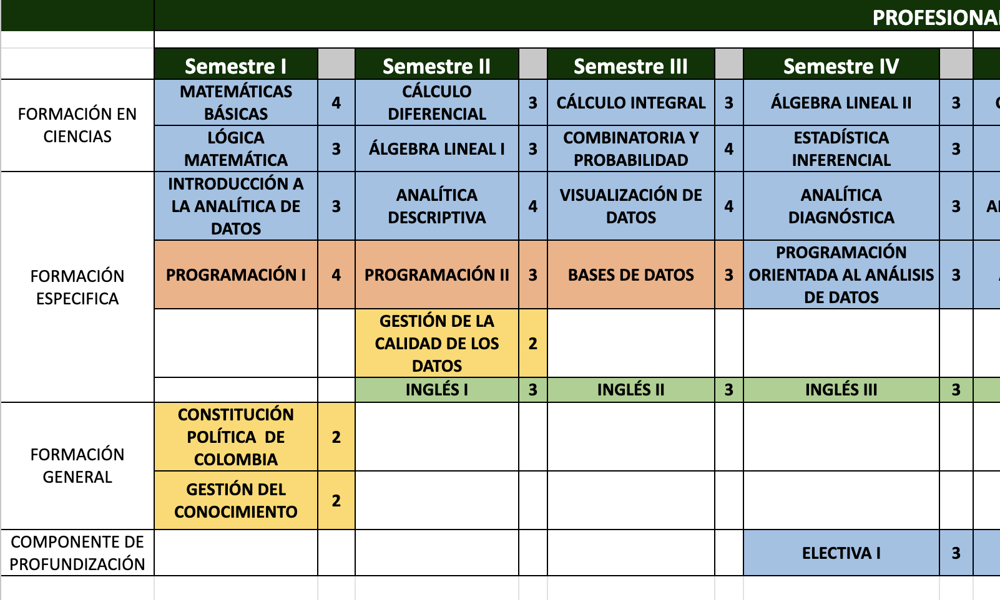 PROFESIONA
Semestre I
Semestre II
Semestre III
Semestre IV
FORMACIÓN EN
CIENCIAS
MATEMÁTICAS
BÁSICAS
4
CÁLCULO
DIFERENCIAL
3
CÁLCULO INTEGRAL
3
ÁLGEBRA LINEAL II
3
LÓGICA
MATEMÁTICA
3
ÁLGEBRA LINEAL I
3
COMBINATORIA Y
PROBABILIDAD
4
ESTADÍSTICA
INFERENCIAL
3
FORMACIÓN
ESPECIFICA
INTRODUCCIÓN A
LA ANALÍTICA DE
DATOS
3
ANALÍTICA
DESCRIPTIVA
4
VISUALIZACIÓN DE
DATOS
4
ANALÍTICA
DIAGNÓSTICA
3
PROGRAMACIÓN I
4
PROGRAMACIÓN II
3
BASES DE DATOS
3
PROGRAMACIÓN
ORIENTADA AL ANÁLISIS
DE DATOS
3
GESTIÓN DE LA
CALIDAD DE LOS
DATOS
2
INGLÉS I
3
INGLÉS II
3
INGLÉS III
3
FORMACIÓN
GENERAL
CONSTITUCIÓN
POLÍTICA DE
COLOMBIA
2
GESTIÓN DEL
CONOCIMIENTO
2
COMPONENTE DE
PROFUNDIZACIÓN
ELECTIVA I
3